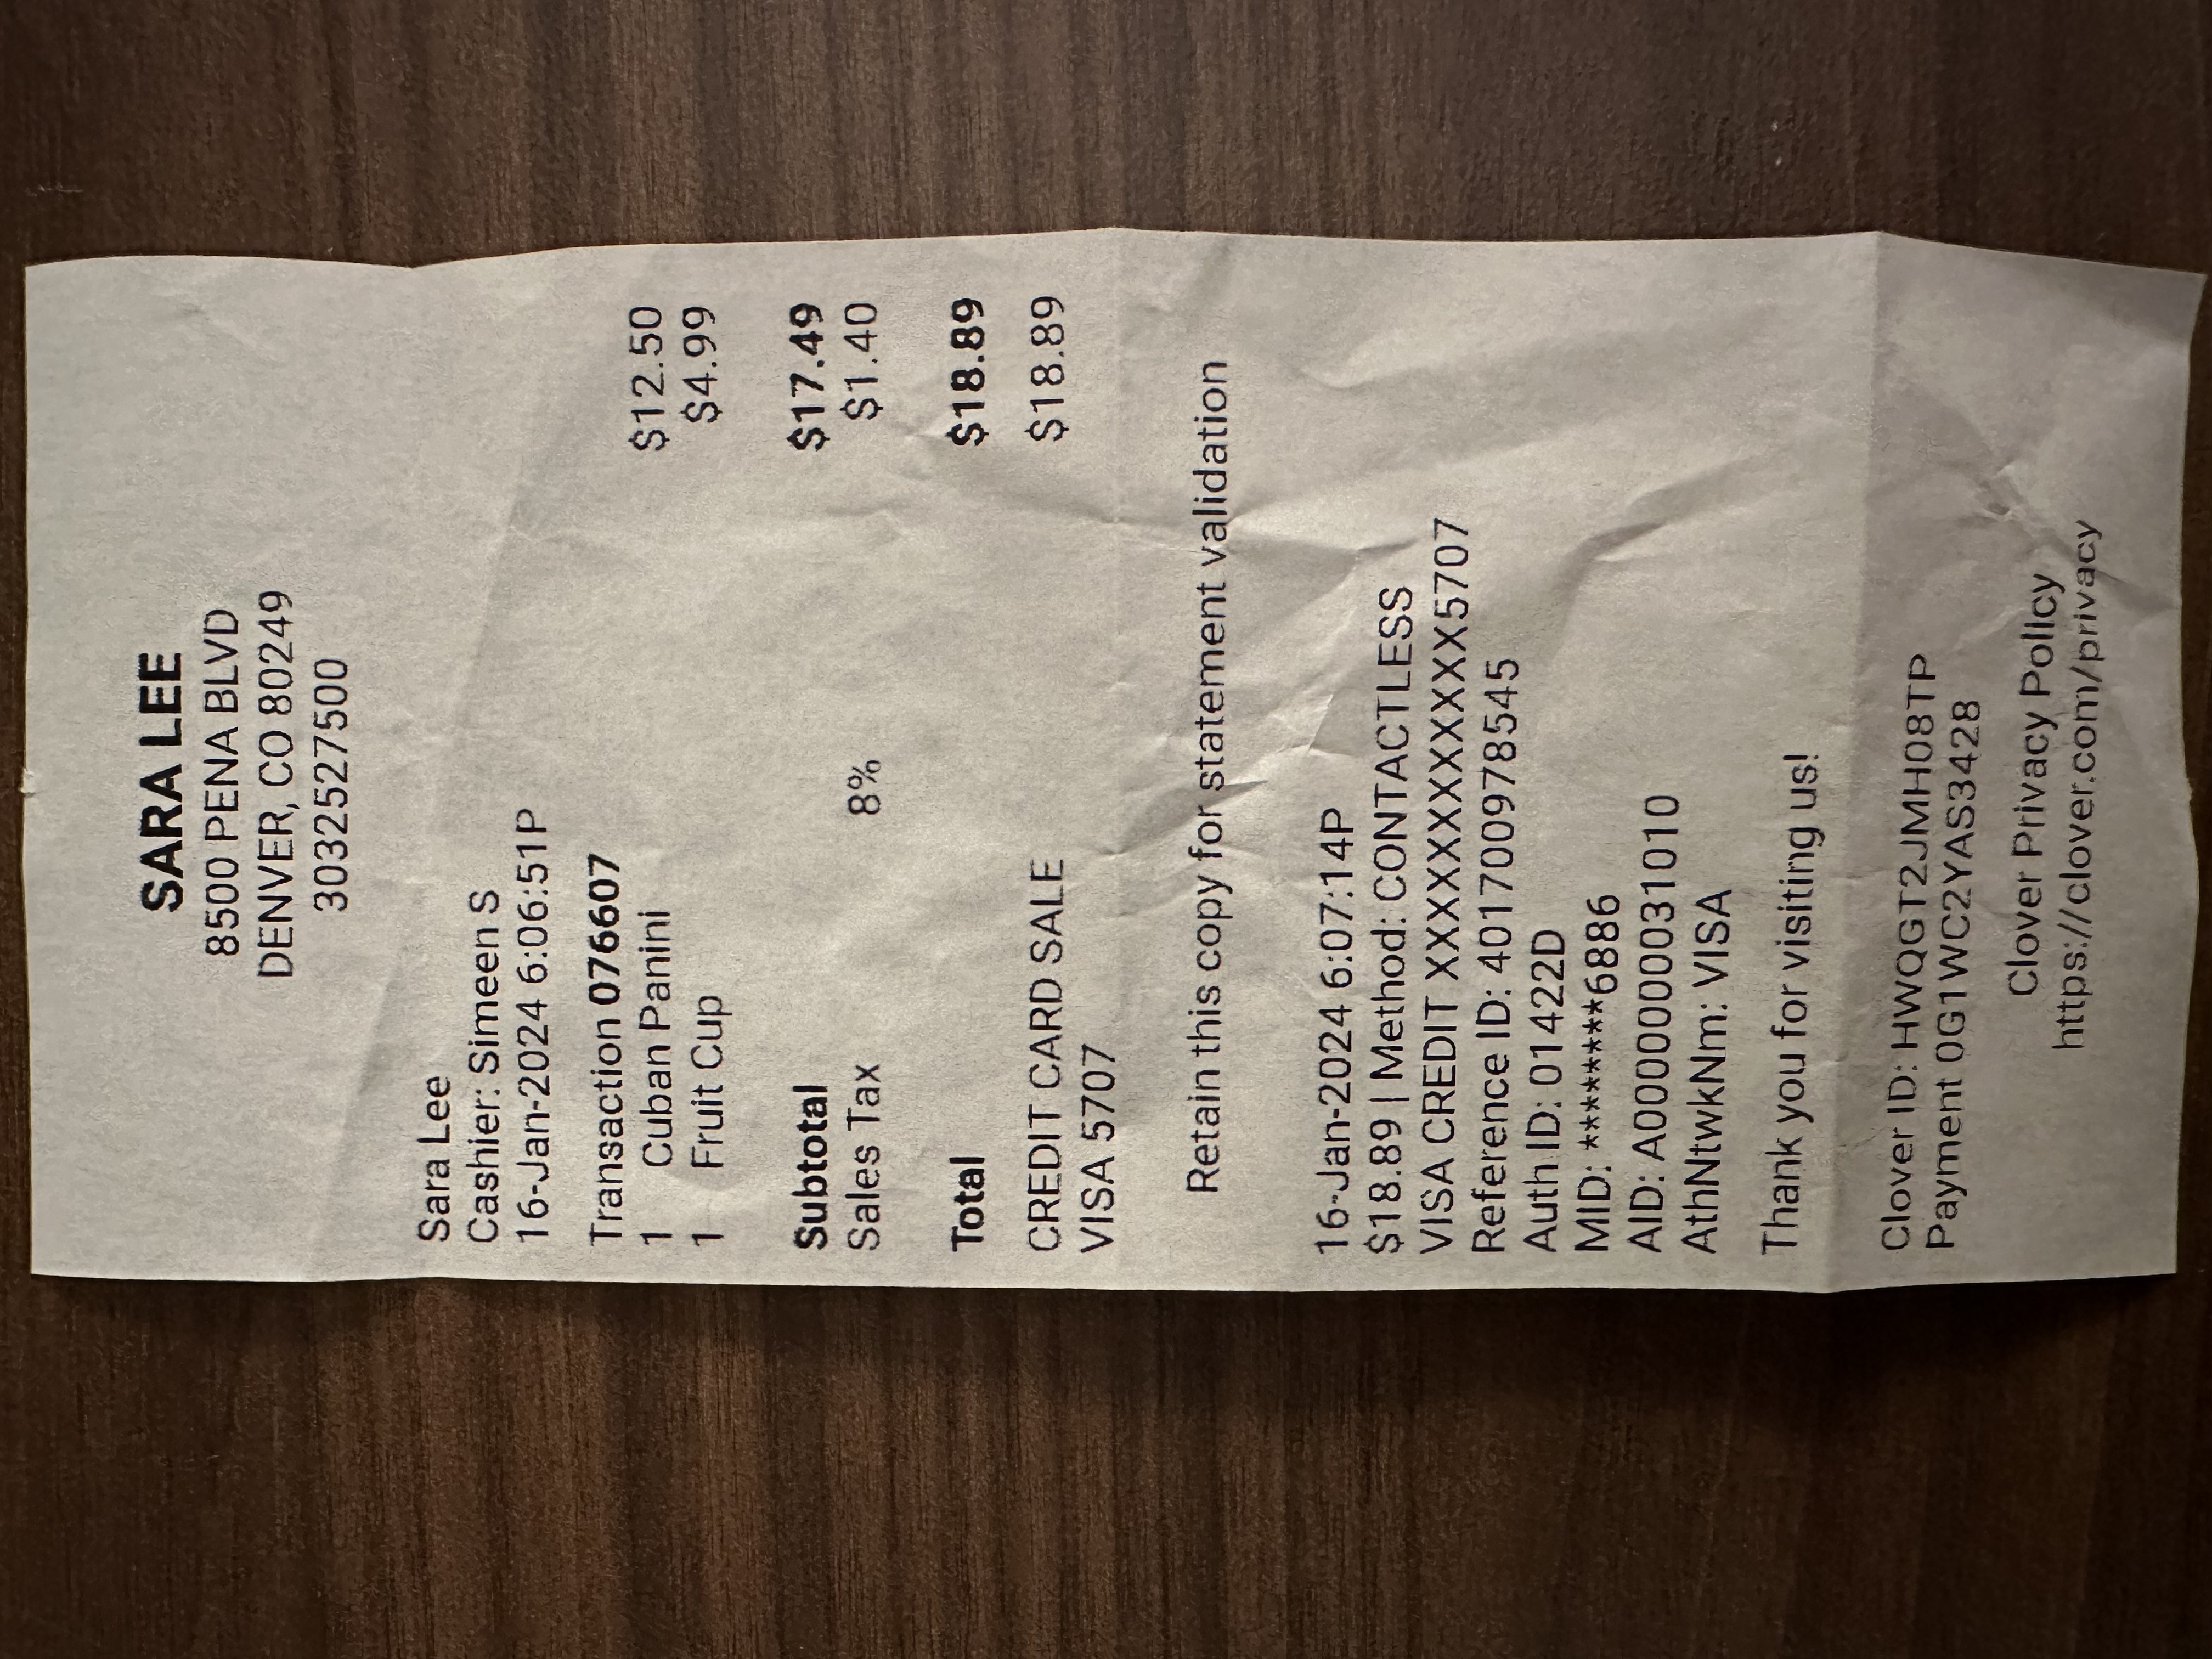 SARA LEE
8500 PENA BLVD
DENVER, CO 80249
3032527500
Sara Lee
Cashier: Simeen S
16-Jan-2024 6:06:51P
Transaction 076607
1 Cuban Panini $12.50
1 Fruit Cup $4.99
Subtotal $17.49
Sales Tax 8% $1.40
Total $18.89
CREDIT CARD SALE $18.89
VISA 5707
Retain this copy for statement validation
16-Jan-2024 6:07:14P
$18.89 | Method: CONTACTLESS
VISA CREDIT XXXXXXXXXXXX5707
Reference ID: 401700978545
Auth ID: 01422D
MID: ********6886
AID: A0000000031010
AthNtwkNm: VISA
Thank you for visiting us!
Clover ID: HWQGT2JMH08TP
Payment 0G1WC2YAS3428
Clover Privacy Policy
https://clover.com/privacy